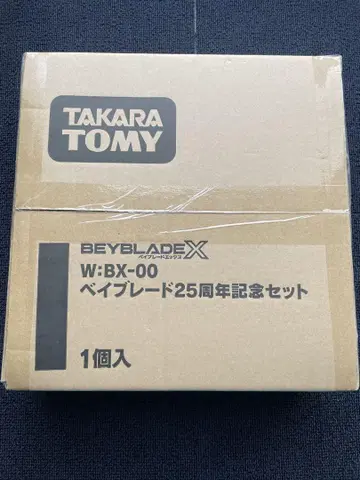 TAKARA
TOMY
BEYBLADE X
ベイブレードエックス
W:BX-00
ベイブレード25周年記念セット
1個入